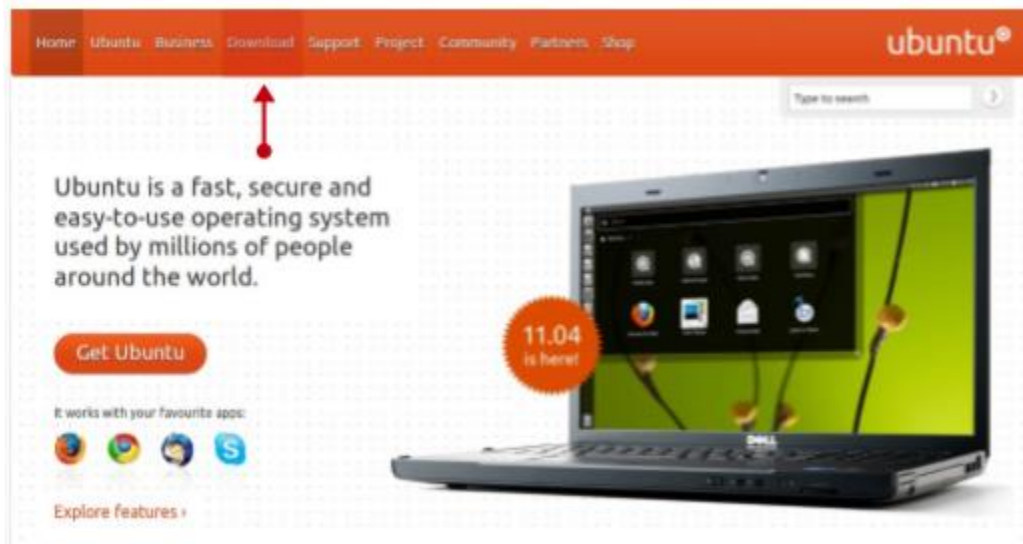 Home Ubuntu Business Download Support Project Community Partners Shop
ubuntu®
Type to search
Ubuntu is a fast, secure and
easy-to-use operating system
used by millions of people
around the world.
11.04
is here!
Get Ubuntu
It works with your favourite apps:
Explore features ›
DELL